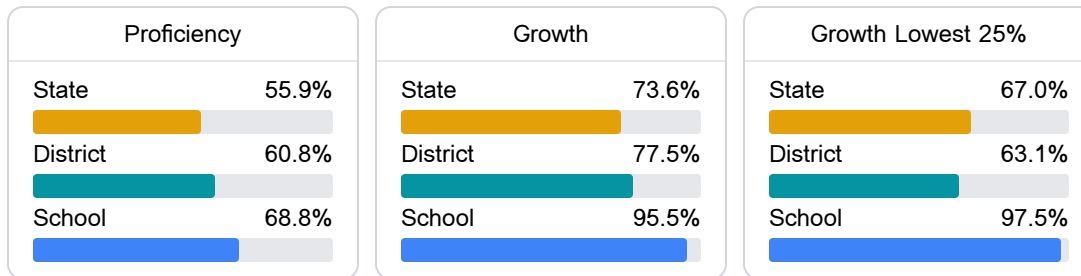 Proficiency
State 55.9%
District 60.8%
School 68.8%
Growth
State 73.6%
District 77.5%
School 95.5%
Growth Lowest 25%
State 67.0%
District 63.1%
School 97.5%